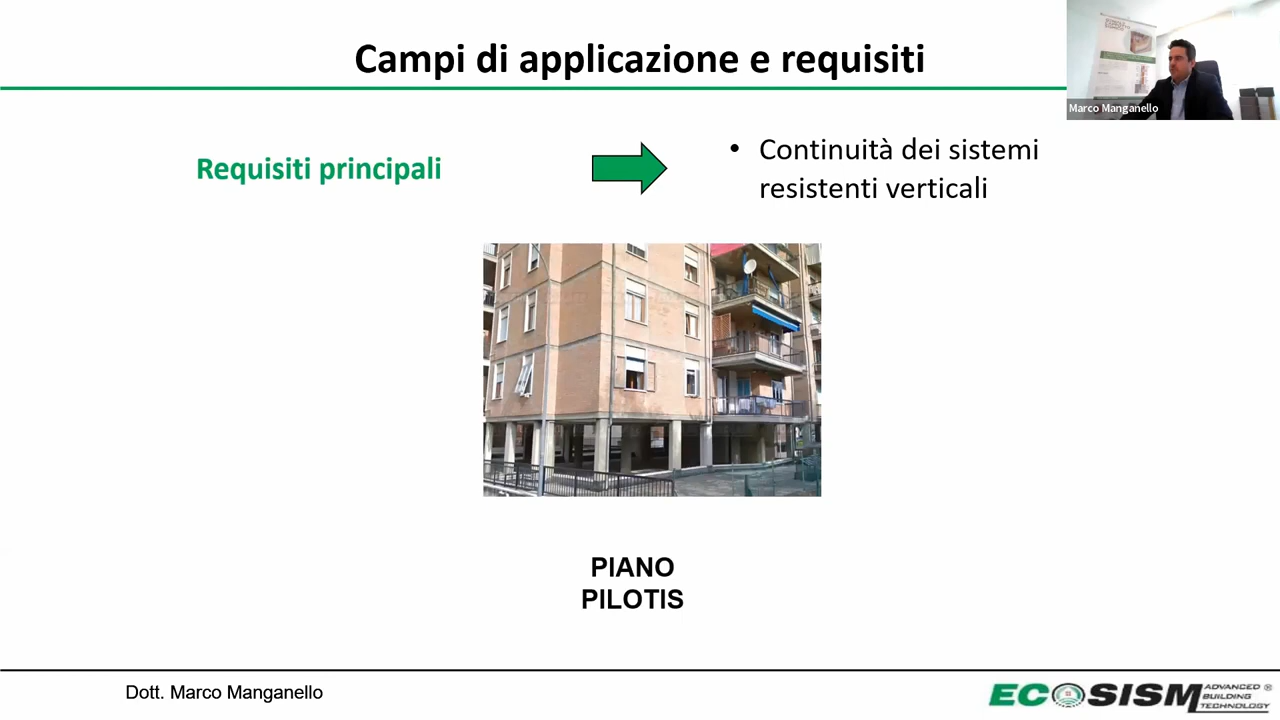 Campi di applicazione e requisiti
Marco Manganello
Requisiti principali
• Continuità dei sistemi
resistenti verticali
PIANO
PILOTIS
Dott. Marco Manganello
ECOSISM ADVANCED ®
BUILDING
TECHNOLOGY